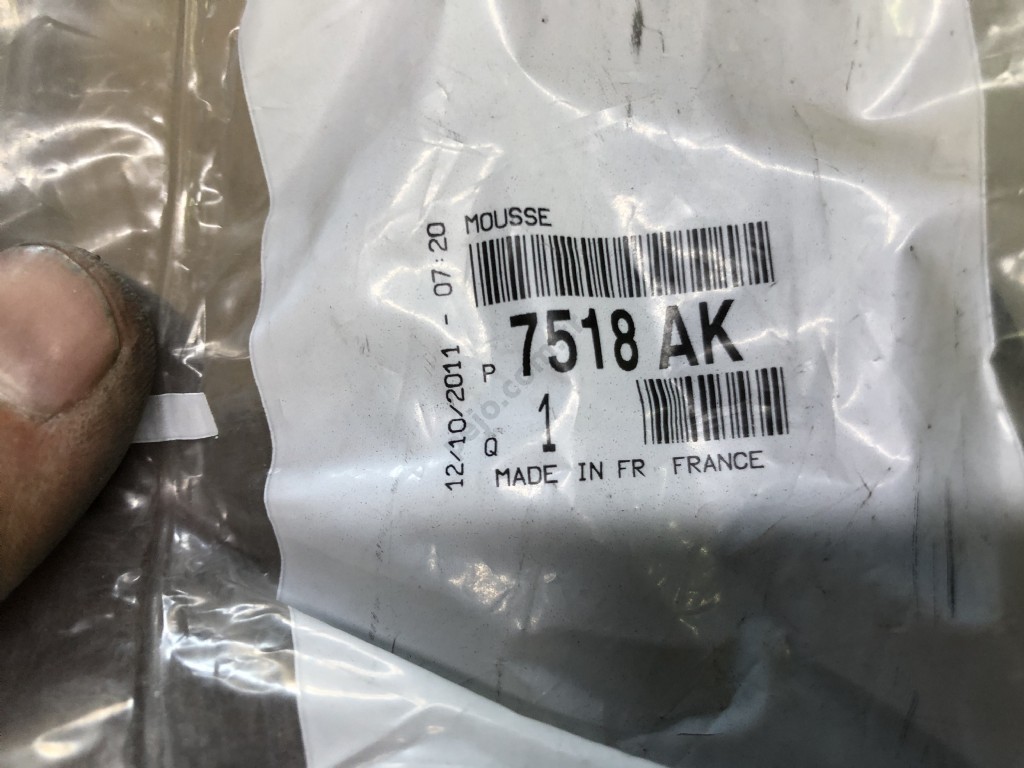 MOUSSE
12/10/2011 - 07:20
P 7518 AK
Q 1
MADE IN FR FRANCE